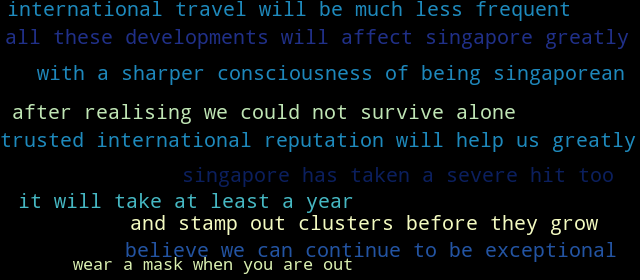 international travel will be much less frequent
all these developments will affect singapore greatly
with a sharper consciousness of being singaporean
after realising we could not survive alone
trusted international reputation will help us greatly
singapore has taken a severe hit too
it will take at least a year
and stamp out clusters before they grow
believe we can continue to be exceptional
wear a mask when you are out